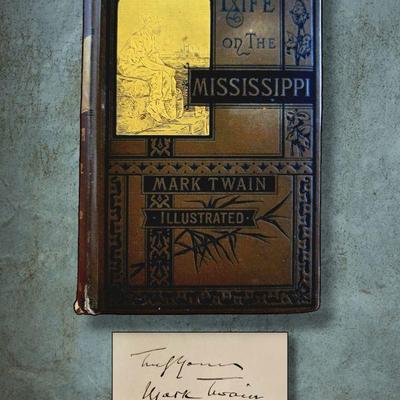 LIFE
ON THE
MISSISSIPPI
MARK TWAIN
ILLUSTRATED
Truly Yours
Mark Twain